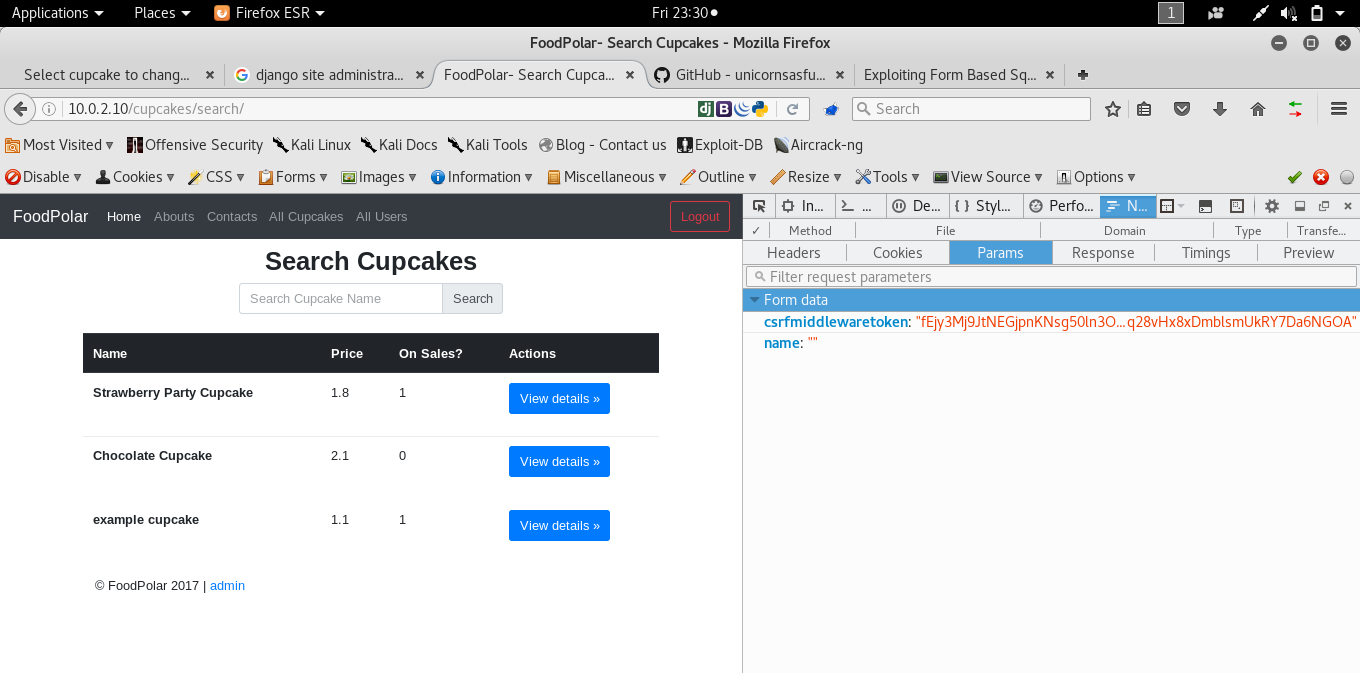 Applications Places Firefox ESR Fri 23:30 1
FoodPolar- Search Cupcakes - Mozilla Firefox
Select cupcake to chang... django site administra... FoodPolar- Search Cupca... GitHub - unicornsasfu... Exploiting Form Based Sq...
10.0.2.10/cupcakes/search/ dj B Search
Most Visited Offensive Security Kali Linux Kali Docs Kali Tools Blog - Contact us Exploit-DB Aircrack-ng
Disable Cookies CSS Forms Images Information Miscellaneous Outline Resize Tools View Source Options
FoodPolar Home Abouts Contacts All Cupcakes All Users Logout
Search Cupcakes
Search Cupcake Name Search
Name Price On Sales? Actions
Strawberry Party Cupcake 1.8 1 View details »
Chocolate Cupcake 2.1 0 View details »
example cupcake 1.1 1 View details »
© FoodPolar 2017 | admin
In... ... De... { } Styl... Perfo... N...
✓ Method File Domain Type Transfe...
Headers Cookies Params Response Timings Preview
Filter request parameters
Form data
csrfmiddlewaretoken: "fEjy3Mj9JtNEGjpnKNsg50ln3O...q28vHx8xDmblsmUkRY7Da6NGOA"
name: ""